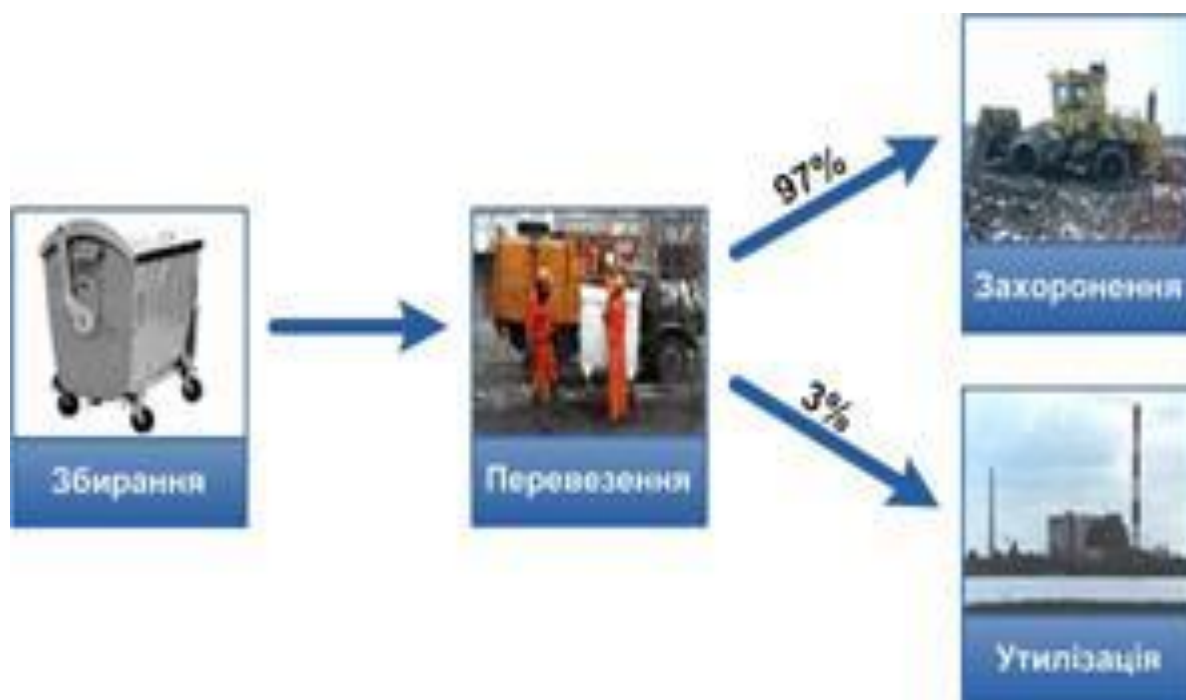 Збирання
Перевезення
97%
Захоронення
3%
Утилізація